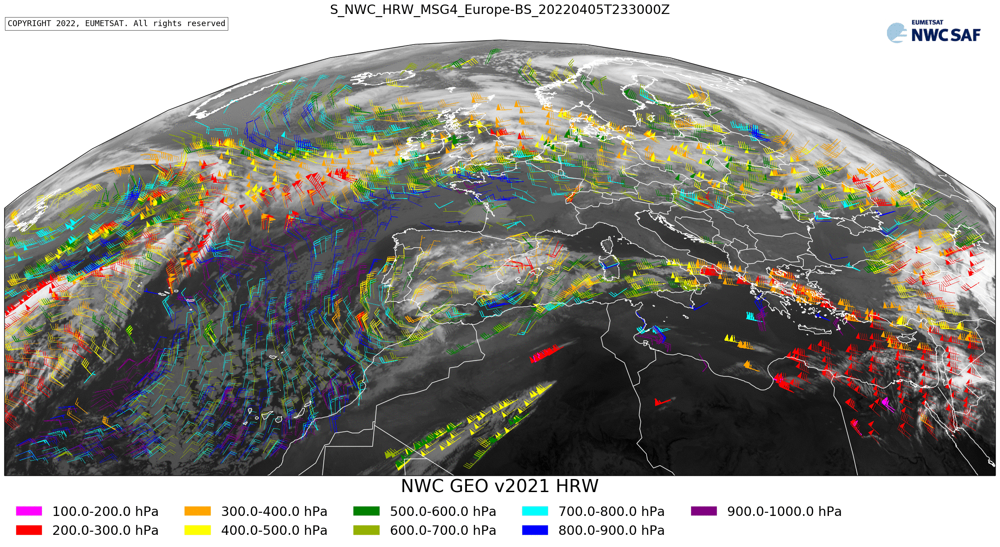 S_NWC_HRW_MSG4_Europe-BS_20220405T233000Z
COPYRIGHT 2022, EUMETSAT. All rights reserved
EUMETSAT
NWC SAF
NWC GEO v2021 HRW
100.0-200.0 hPa
200.0-300.0 hPa
300.0-400.0 hPa
400.0-500.0 hPa
500.0-600.0 hPa
600.0-700.0 hPa
700.0-800.0 hPa
800.0-900.0 hPa
900.0-1000.0 hPa